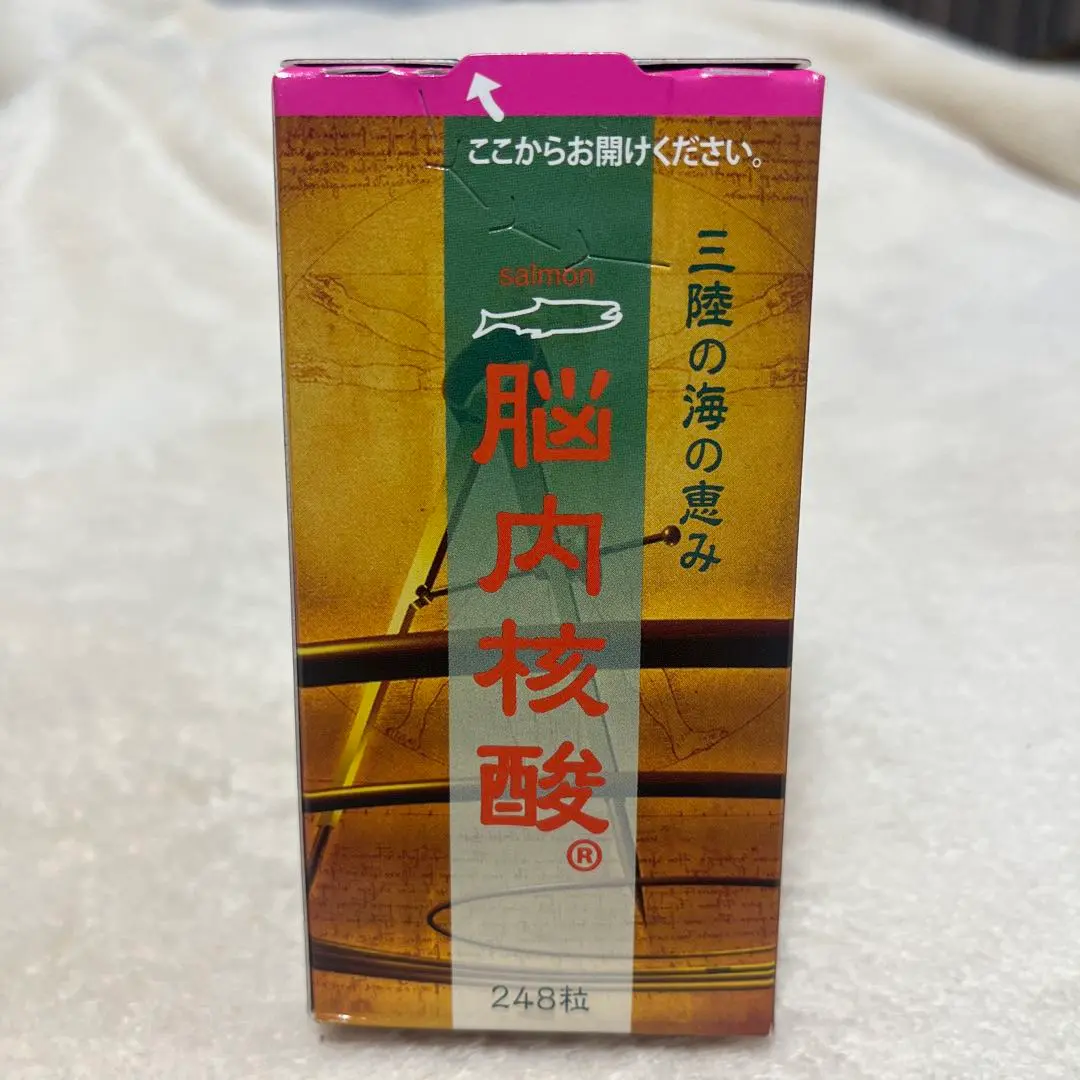 ここからお開けください。
salmon
三陸の海の恵み
脳内核酸®
248粒